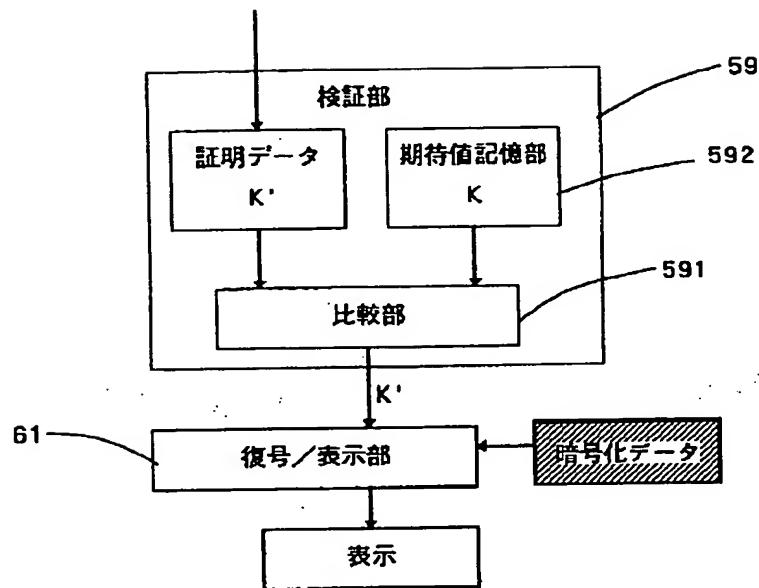 59
検証部
証明データ
K'
期待値記憶部
K
592
591
比較部
K'
61
復号／表示部
暗号化データ
表示